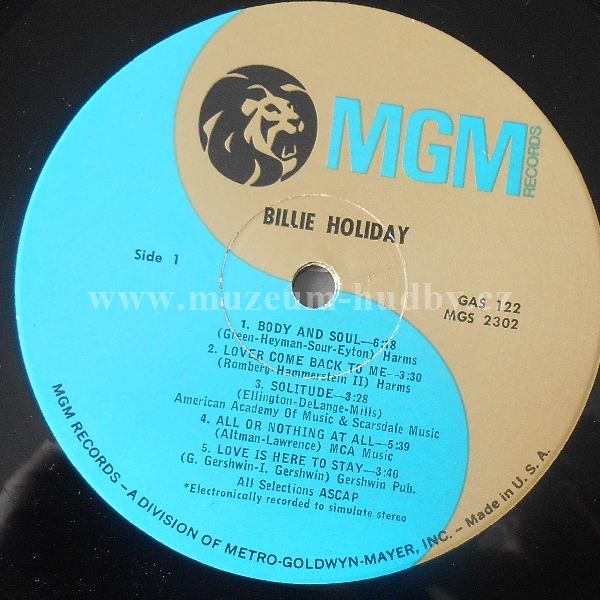 MGM
RECORDS
BILLIE HOLIDAY
Side 1
www.muzeum-hudby.cz
GAS 122
MGS 2302
1. BODY AND SOUL—6:18
(Green-Heyman-Sour-Eyton) Harms
2. LOVER COME BACK TO ME—3:30
(Romberg-Hammerstein II) Harms
3. SOLITUDE—3:28
(Ellington-DeLange-Mills)
American Academy Of Music & Scarsdale Music
4. ALL OR NOTHING AT ALL—5:39
(Altman-Lawrence) MCA Music
5. LOVE IS HERE TO STAY—3:40
(G. Gershwin-I. Gershwin) Gershwin Pub.
All Selections ASCAP
*Electronically recorded to simulate stereo
MGM RECORDS – A DIVISION OF METRO-GOLDWYN-MAYER, INC. – Made in U. S. A.